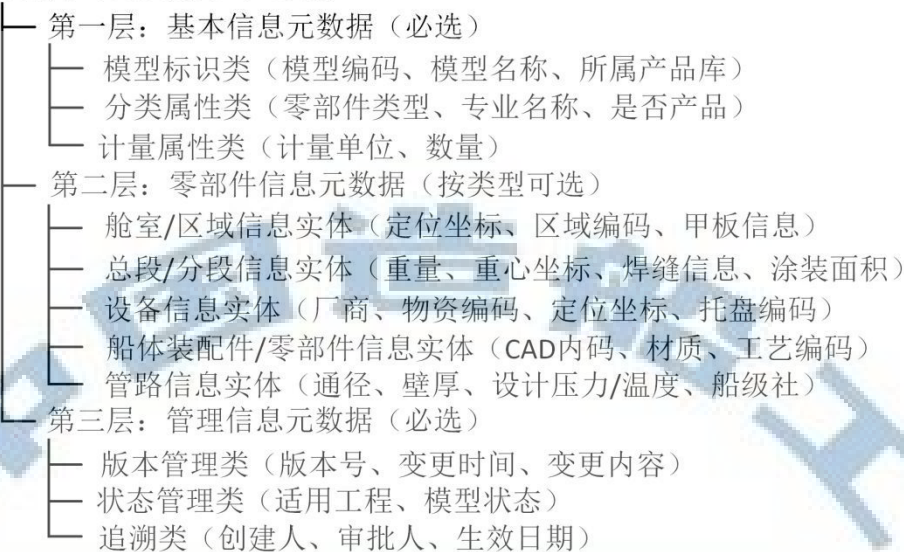 第一层：基本信息元数据（必选）
模型标识类（模型编码、模型名称、所属产品库）
分类属性类（零部件类型、专业名称、是否产品）
计量属性类（计量单位、数量）
第二层：零部件信息元数据（按类型可选）
舱室/区域信息实体（定位坐标、区域编码、甲板信息）
总段/分段信息实体（重量、重心坐标、焊缝信息、涂装面积）
设备信息实体（厂商、物资编码、定位坐标、托盘编码）
船体装配件/零部件信息实体（CAD内码、材质、工艺编码）
管路信息实体（通径、壁厚、设计压力/温度、船级社）
第三层：管理信息元数据（必选）
版本管理类（版本号、变更时间、变更内容）
状态管理类（适用工程、模型状态）
追溯类（创建人、审批人、生效日期）